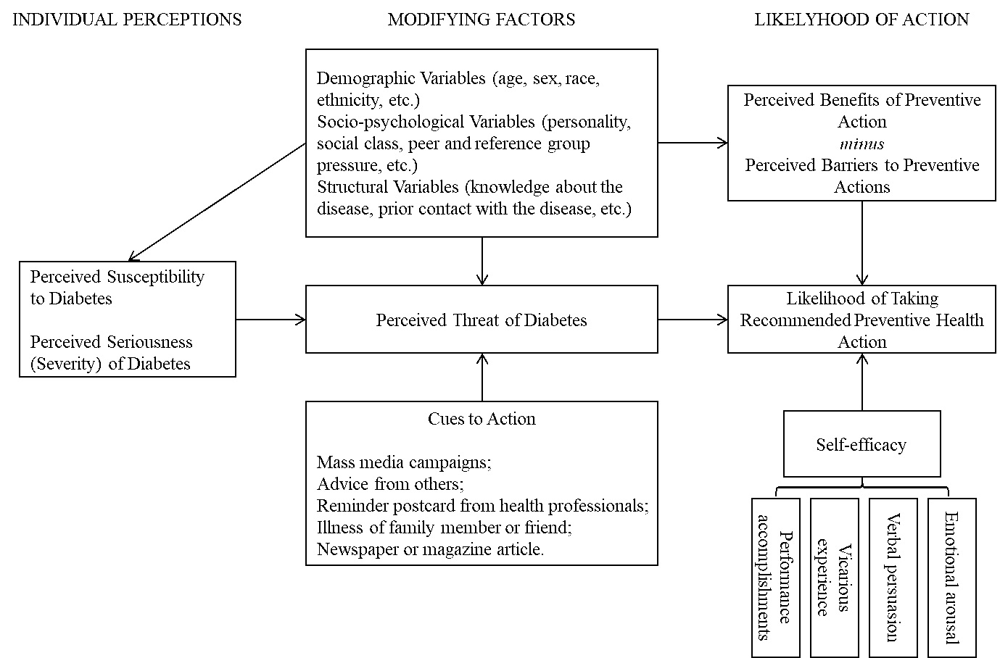 INDIVIDUAL PERCEPTIONS
MODIFYING FACTORS
LIKELYHOOD OF ACTION
Demographic Variables (age, sex, race,
ethnicity, etc.)
Socio-psychological Variables (personality,
social class, peer and reference group
pressure, etc.)
Structural Variables (knowledge about the
disease, prior contact with the disease, etc.)
Perceived Benefits of Preventive
Action
minus
Perceived Barriers to Preventive
Actions
Perceived Susceptibility
to Diabetes
Perceived Seriousness
(Severity) of Diabetes
Perceived Threat of Diabetes
Likelihood of Taking
Recommended Preventive Health
Action
Cues to Action
Mass media campaigns;
Advice from others;
Reminder postcard from health professionals;
Illness of family member or friend;
Newspaper or magazine article.
Self-efficacy
Performance
accomplishments
Vicarious
experience
Verbal persuasion
Emotional arousal